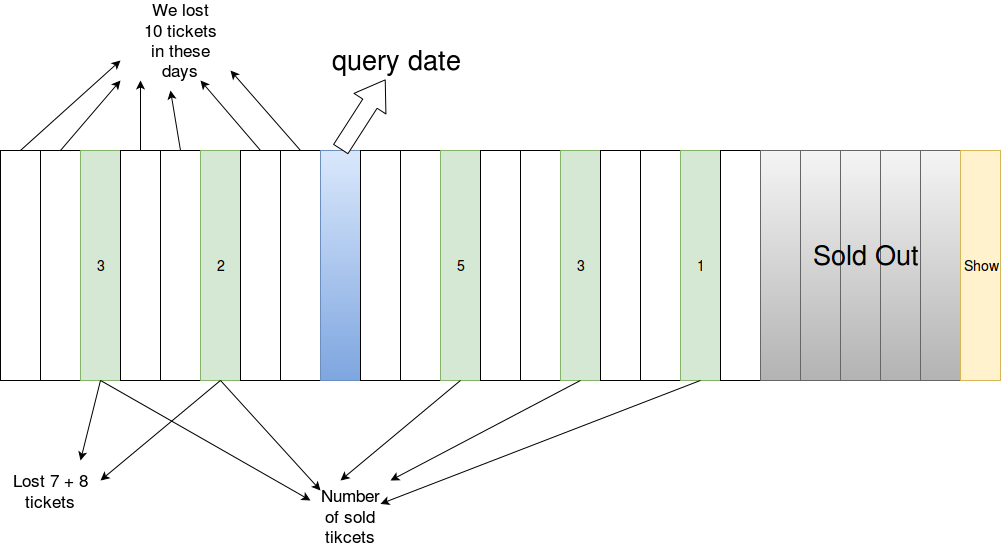 We lost
10 tickets
in these
days
query date
3
2
5
3
1
Sold Out
Show
Lost 7 + 8
tickets
Number
of sold
tikcets